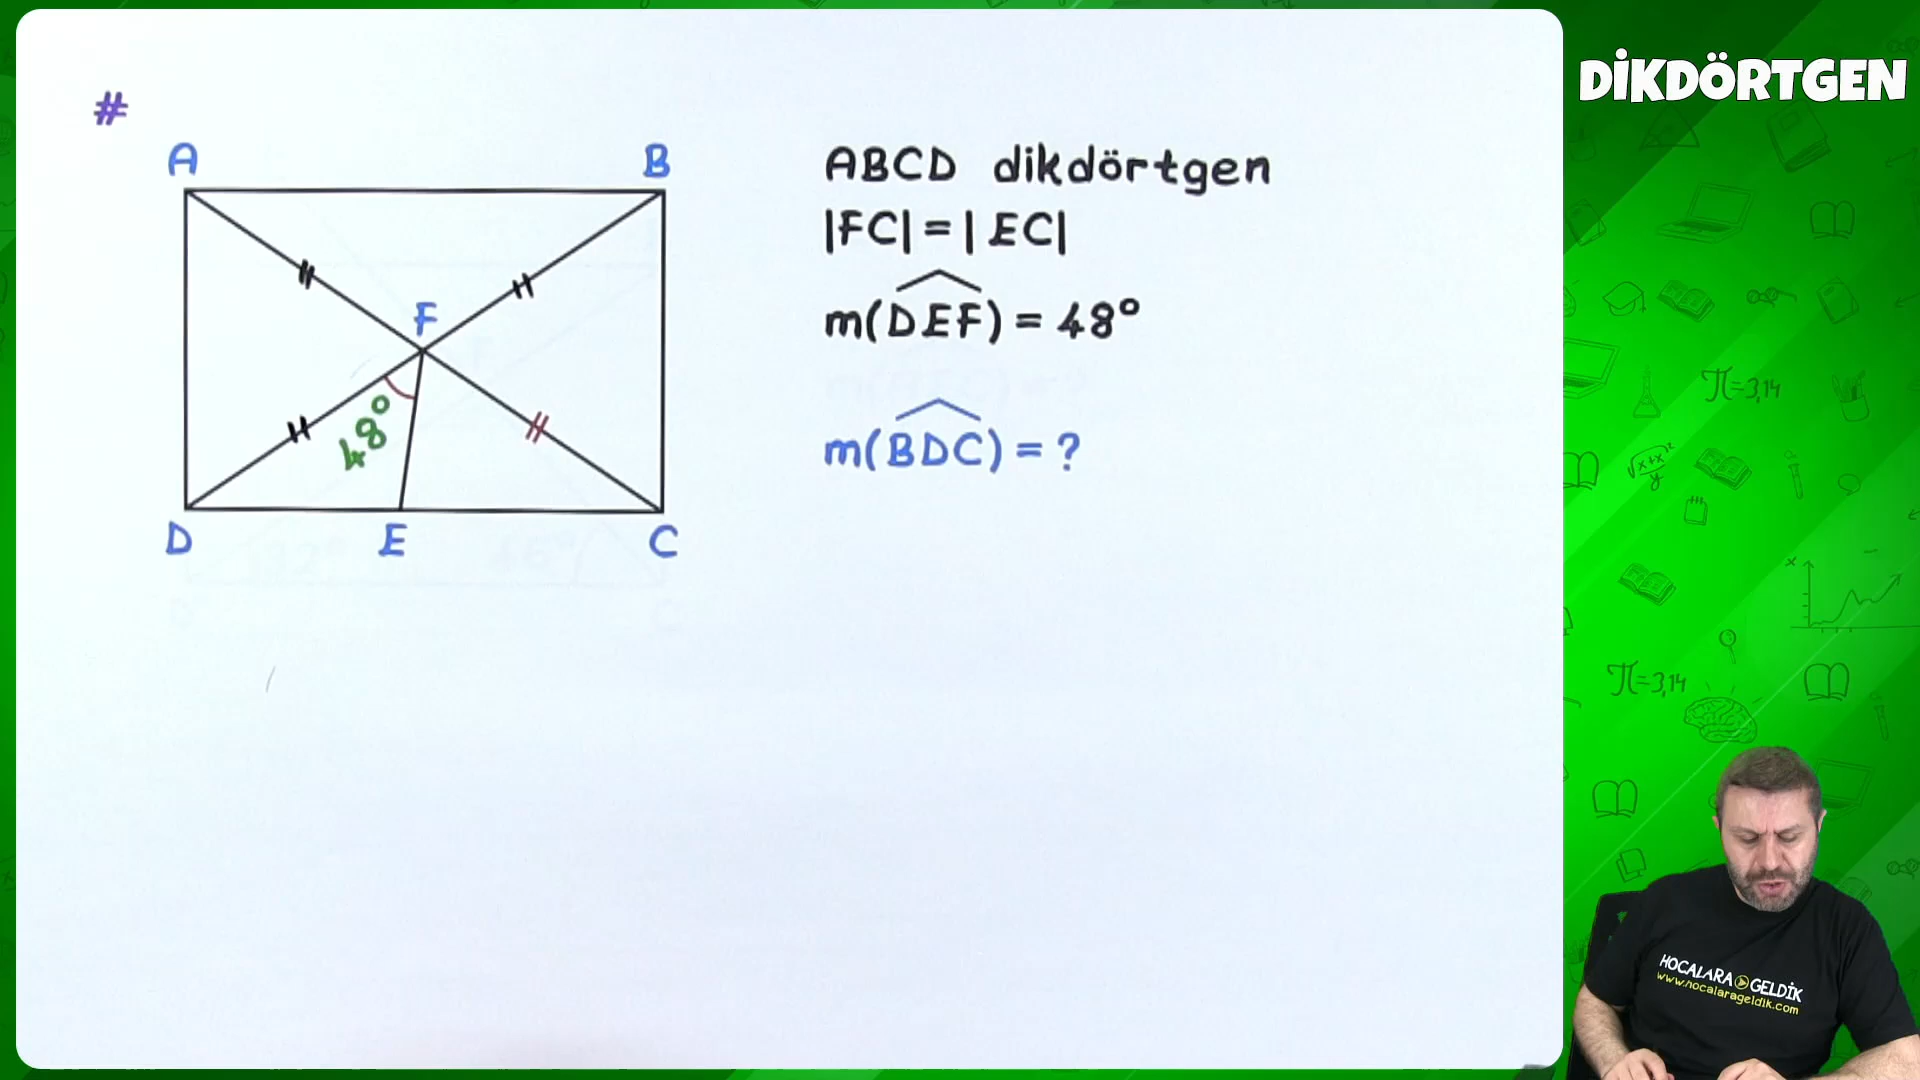 DİKDÖRTGEN
#
A B
F
48°
D E C
ABCD dikdörtgen
|FC| = |EC|
m(DEF) = 48°
m(BDC) = ?
π=3,14
π=3,14
HOCALARA GELDİK
www.hocalarageldik.com